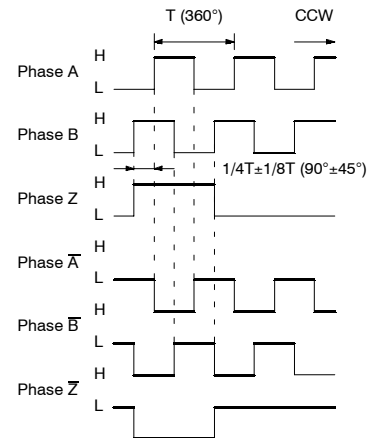 T (360°) CCW
H
Phase A
L
H
Phase B
L
1/4T±1/8T (90°±45°)
H
Phase Z
L
H
Phase A̅
L
H
Phase B̅
L
H
Phase Z̅
L